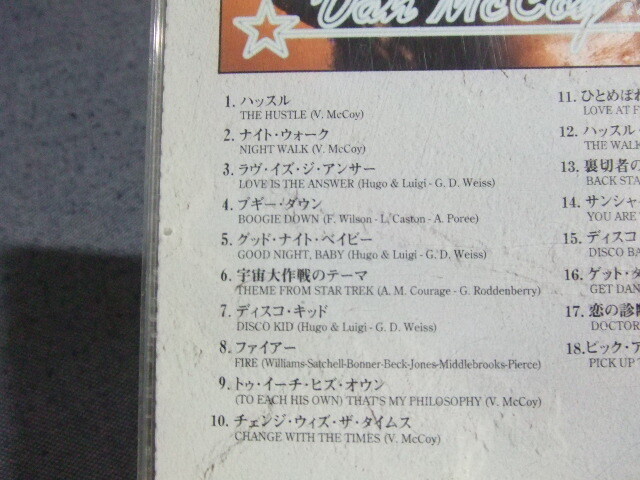 Van McCoy
1. ハッスル
THE HUSTLE (V. McCoy)
2. ナイト・ウォーク
NIGHT WALK (V. McCoy)
3. ラヴ・イズ・ジ・アンサー
LOVE IS THE ANSWER (Hugo & Luigi - G. D. Weiss)
4. ブギー・ダウン
BOOGIE DOWN (F. Wilson - L. Caston - A. Poree)
5. グッド・ナイト・ベイビー
GOOD NIGHT, BABY (Hugo & Luigi - G. D. Weiss)
6. 宇宙大作戦のテーマ
THEME FROM STAR TREK (A. M. Courage - G. Roddenberry)
7. ディスコ・キッド
DISCO KID (Hugo & Luigi - G. D. Weiss)
8. ファイアー
FIRE (Williams-Satchell-Bonner-Beck-Jones-Middlebrooks-Pierce)
9. トゥ・イーチ・ヒズ・オウン
(TO EACH HIS OWN) THAT'S MY PHILOSOPHY (V. McCoy)
10. チェンジ・ウィズ・ザ・タイムス
CHANGE WITH THE TIMES (V. McCoy)
11. ひとめぼれ
LOVE AT F
12. ハッスル・
THE WALK
13. 裏切者の
BACK STA
14. サンシャイ
YOU ARE
15. ディスコ
DISCO BA
16. ゲット・ダ
GET DAN
17. 恋の診断
DOCTOR
18. ピック・ア
PICK UP